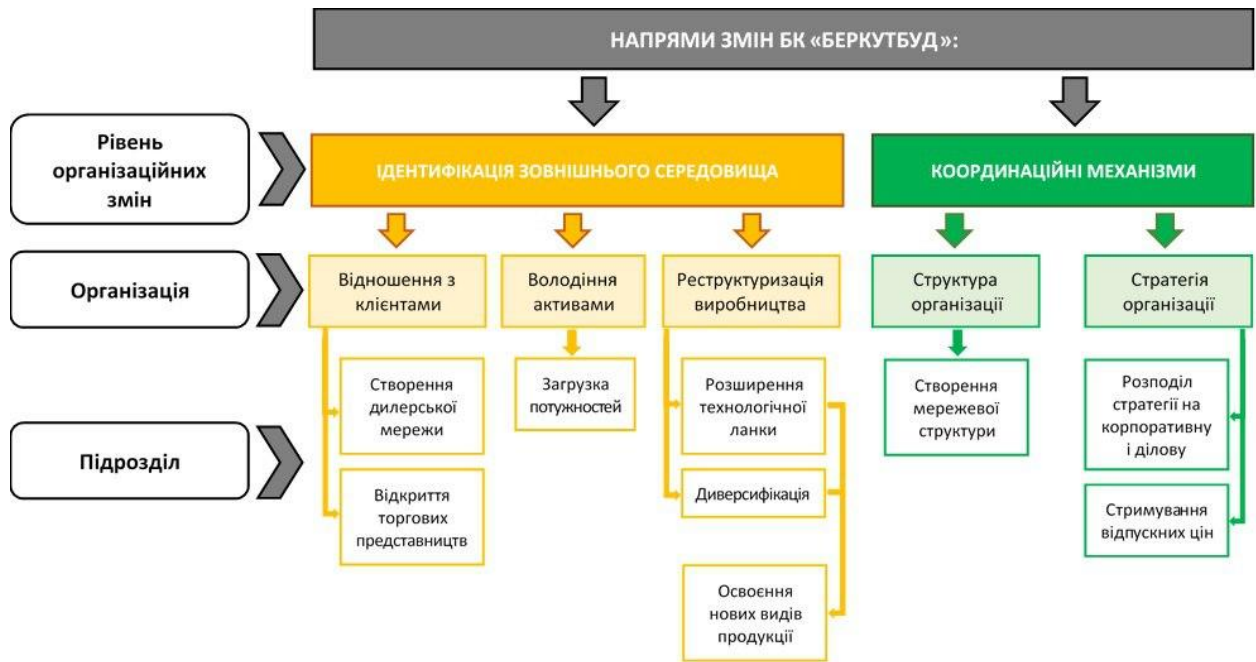 НАПРЯМИ ЗМІН БК «БЕРКУТБУД»:
Рівень
організаційних
змін
ІДЕНТИФІКАЦІЯ ЗОВНІШНЬОГО СЕРЕДОВИЩА
КООРДИНАЦІЙНІ МЕХАНІЗМИ
Організація
Відношення з
клієнтами
Володіння
активами
Реструктуризація
виробництва
Структура
організації
Стратегія
організації
Підрозділ
Створення
дилерської
мережи
Відкриття
торгових
представництв
Загрузка
потужностей
Розширення
технологічної
ланки
Диверсифікація
Освоєння
нових видів
продукції
Створення
мережевої
структури
Розподіл
стратегії на
корпоративну
і ділову
Стримування
відпускних цін